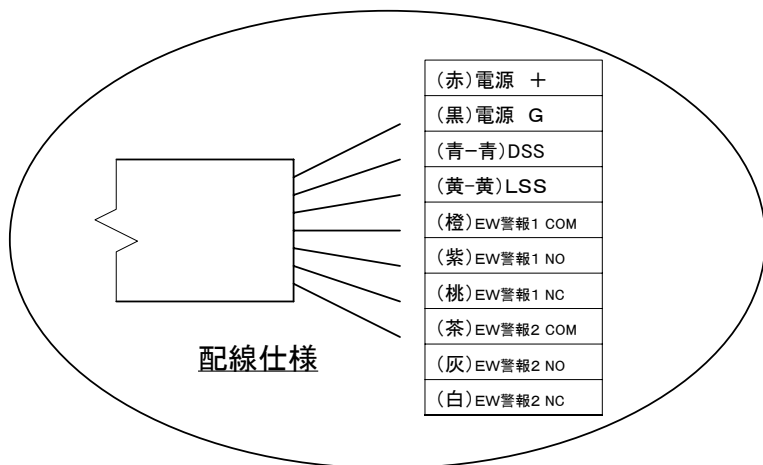 (赤)電源 ＋
(黒)電源 G
(青-青)DSS
(黄-黄)LSS
(橙)EW警報1 COM
(紫)EW警報1 NO
(桃)EW警報1 NC
(茶)EW警報2 COM
(灰)EW警報2 NO
(白)EW警報2 NC
配線仕様